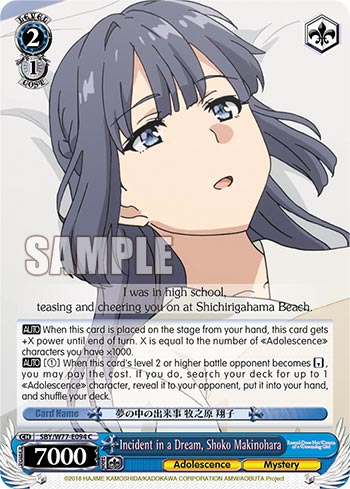 LEVEL
2
1
COST
SAMPLE
I was in high school,
teasing and cheering you on at Shichirigahama Beach.
AUTO When this card is placed on the stage from your hand, this card gets
+X power until end of turn. X is equal to the number of «Adolescence»
characters you have ×1000.
AUTO [(1)] When this card's level 2 or higher battle opponent becomes [ ],
you may pay the cost. If you do, search your deck for up to 1
«Adolescence» character, reveal it to your opponent, put it into your hand,
and shuffle your deck.
Card Name 夢の中の出来事 牧之原 翔子
CH SBY/W77-E094 C
Incident in a Dream, Shoko Makinohara
POWER 7000
Adolescence Mystery
©2018 HAJIME KAMOSHIDA/KADOKAWA CORPORATION AMW/AOBUTA Project